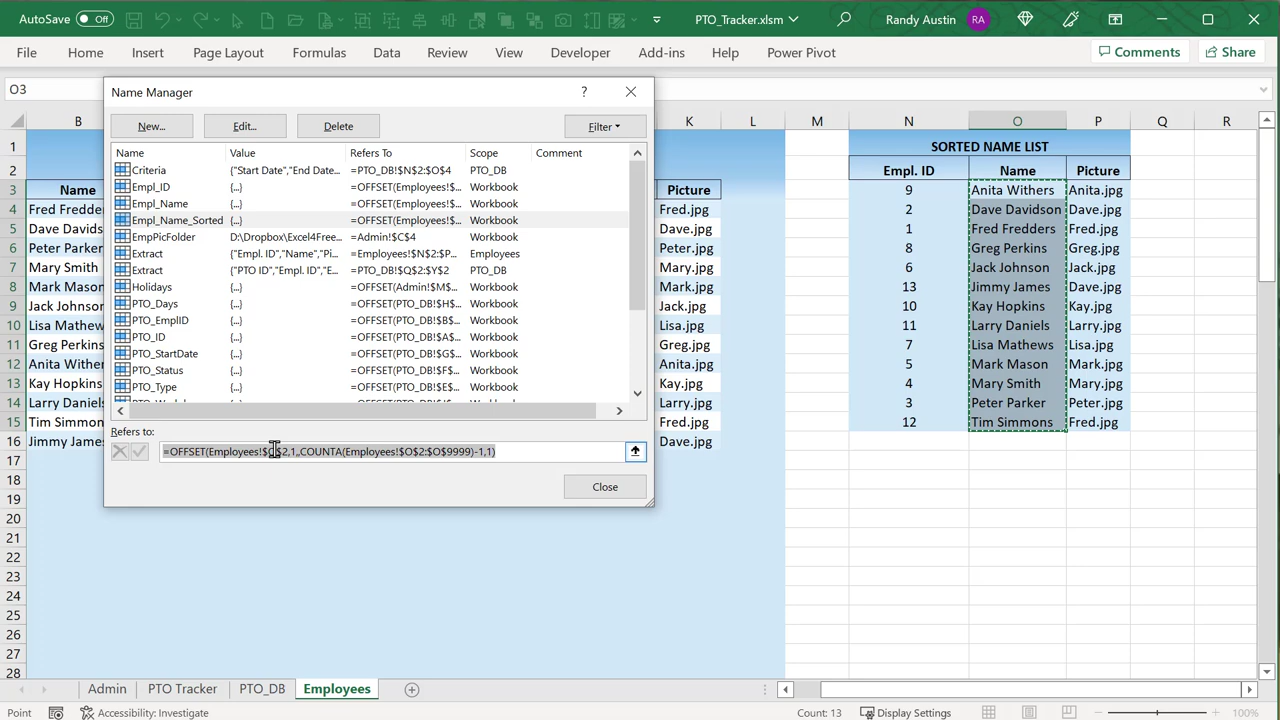 AutoSave Off PTO_Tracker.xlsm Randy Austin RA
File Home Insert Page Layout Formulas Data Review View Developer Add-ins Help Power Pivot Comments Share
O3
Name Manager ? 
New... Edit... Delete Filter
Name Value Refers To Scope Comment
Criteria {"Start Date","End Date... =PTO_DB!$N$2:$O$4 PTO_DB
Empl_ID {...} =OFFSET(Employees!$... Workbook
Empl_Name {...} =OFFSET(Employees!$... Workbook
Empl_Name_Sorted {...} =OFFSET(Employees!$... Workbook
EmpPicFolder D:\Dropbox\Excel4Free... =Admin!$C$4 Workbook
Extract {"Empl. ID","Name","Pi... =Employees!$N$2:$P... Employees
Extract {"PTO ID","Empl. ID","E... =PTO_DB!$Q$2:$Y$2 PTO_DB
Holidays {...} =OFFSET(Admin!$M$... Workbook
PTO_Days {...} =OFFSET(PTO_DB!$H$... Workbook
PTO_EmplID {...} =OFFSET(PTO_DB!$B$... Workbook
PTO_ID {...} =OFFSET(PTO_DB!$A$... Workbook
PTO_StartDate {...} =OFFSET(PTO_DB!$G$... Workbook
PTO_Status {...} =OFFSET(PTO_DB!$F$... Workbook
PTO_Type {...} =OFFSET(PTO_DB!$E$... Workbook
Refers to:
=OFFSET(Employees!$O$2,1,,COUNTA(Employees!$O$2:$O$9999)-1,1)
Close
B K L M N O P Q R
1 SORTED NAME LIST
2 Empl. ID Name Picture
3 Name Picture 9 Anita Withers Anita.jpg
4 Fred Fredde Fred.jpg 2 Dave Davidson Dave.jpg
5 Dave Davids Dave.jpg 1 Fred Fredders Fred.jpg
6 Peter Parker Peter.jpg 8 Greg Perkins Greg.jpg
7 Mary Smith Mary.jpg 6 Jack Johnson Jack.jpg
8 Mark Mason Mark.jpg 13 Jimmy James Dave.jpg
9 Jack Johnson Jack.jpg 10 Kay Hopkins Kay.jpg
10 Lisa Mathew Lisa.jpg 11 Larry Daniels Larry.jpg
11 Greg Perkins Greg.jpg 7 Lisa Mathews Lisa.jpg
12 Anita Withers Anita.jpg 5 Mark Mason Mark.jpg
13 Kay Hopkins Kay.jpg 4 Mary Smith Mary.jpg
14 Larry Daniels Larry.jpg 3 Peter Parker Peter.jpg
15 Tim Simmons Fred.jpg 12 Tim Simmons Fred.jpg
16 Jimmy James Dave.jpg
17
18
19
20
21
22
23
24
25
26
27
28
Admin PTO Tracker PTO_DB Employees
Point Accessibility: Investigate Count: 13 Display Settings 100%